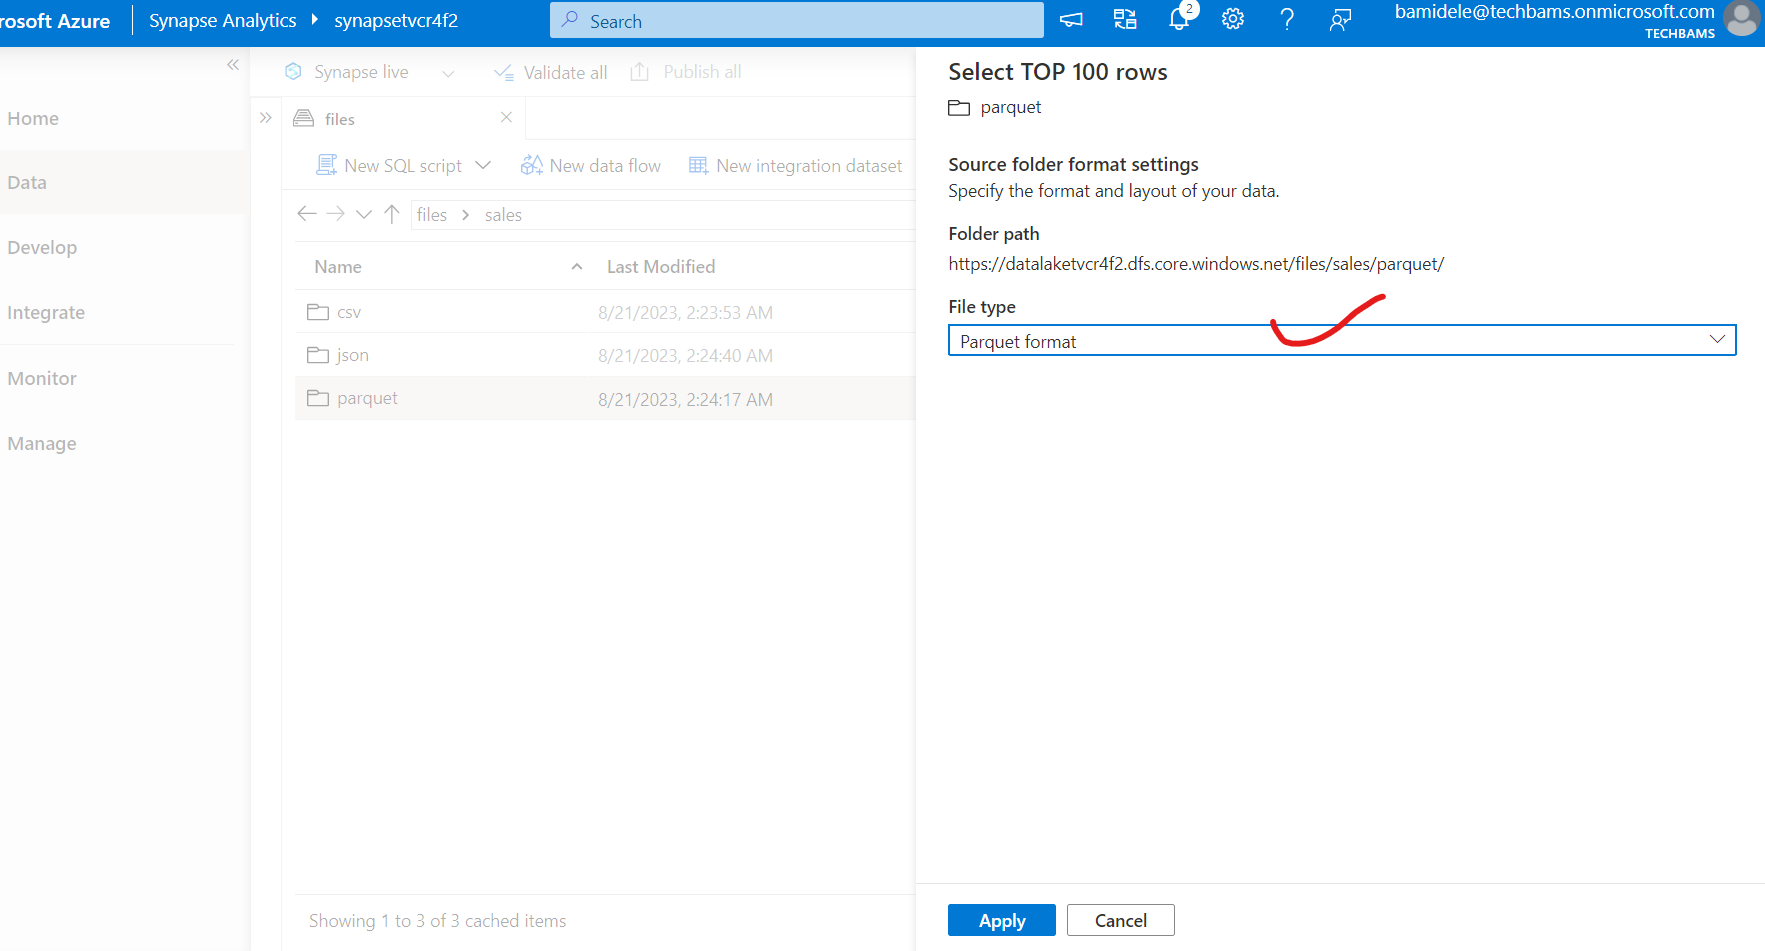 rosoft Azure
Synapse Analytics
synapsetvcr4f2
Search
2
bamidele@techbams.onmicrosoft.com
TECHBAMS
Home
Data
Develop
Integrate
Monitor
Manage
Synapse live
Validate all
Publish all
files
New SQL script
New data flow
New integration dataset
files > sales
Name Last Modified
csv 8/21/2023, 2:23:53 AM
json 8/21/2023, 2:24:40 AM
parquet 8/21/2023, 2:24:17 AM
Showing 1 to 3 of 3 cached items
Select TOP 100 rows
parquet
Source folder format settings
Specify the format and layout of your data.
Folder path
https://datalaketvcr4f2.dfs.core.windows.net/files/sales/parquet/
File type
Parquet format
Apply
Cancel